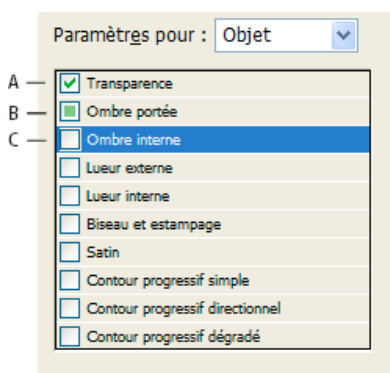 Paramètres pour : Objet
A — Transparence
B — Ombre portée
C — Ombre interne
Lueur externe
Lueur interne
Biseau et estampage
Satin
Contour progressif simple
Contour progressif directionnel
Contour progressif dégradé